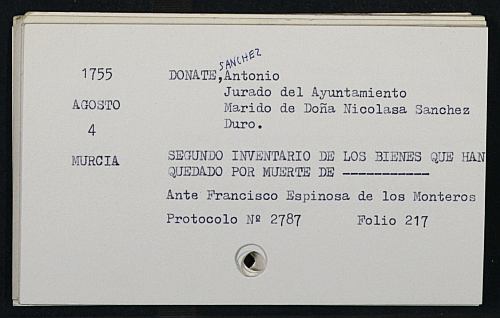 SANCHEZ
1755 DONATE, Antonio
Jurado del Ayuntamiento
AGOSTO Marido de Doña Nicolasa Sanchez
4 Duro.
MURCIA SEGUNDO INVENTARIO DE LOS BIENES QUE HAN
QUEDADO POR MUERTE DE -----------
Ante Francisco Espinosa de los Monteros
Protocolo Nº 2787 Folio 217